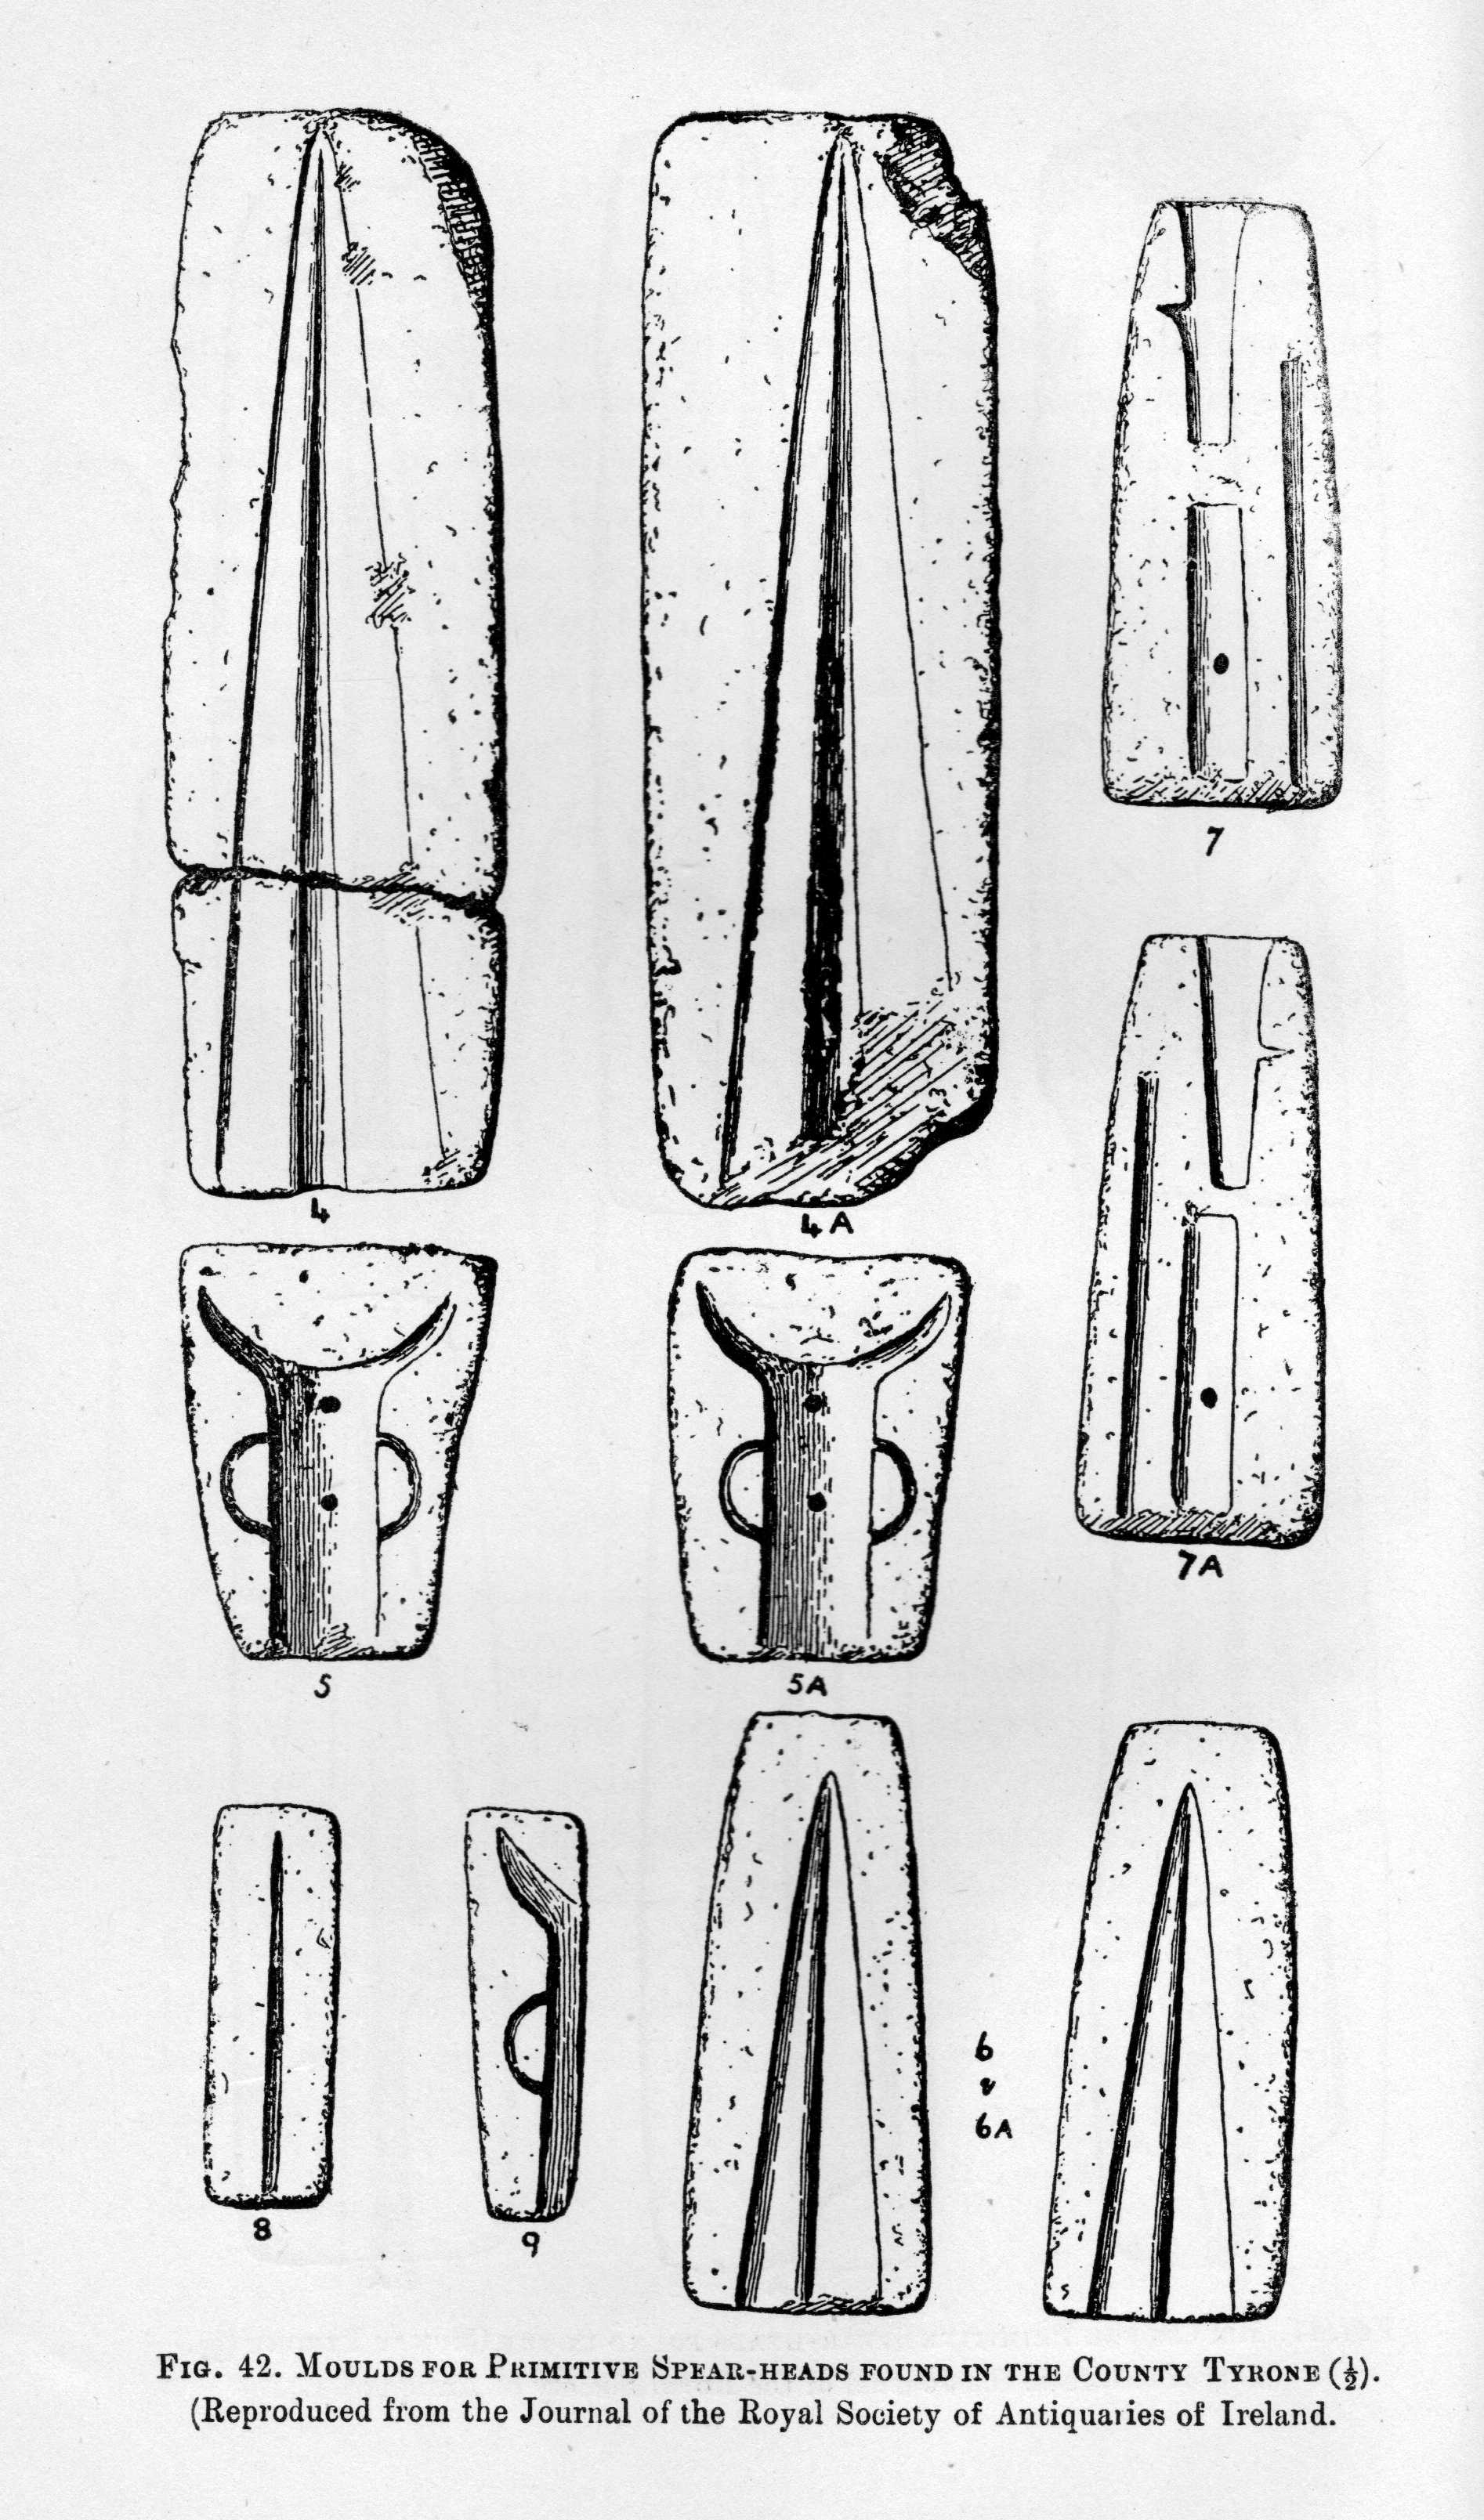 7
4
4A
7A
5
5A
6
&
6A
8
9
FIG. 42. MOULDS FOR PRIMITIVE SPEAR-HEADS FOUND IN THE COUNTY TYRONE (½).
(Reproduced from the Journal of the Royal Society of Antiquaries of Ireland.